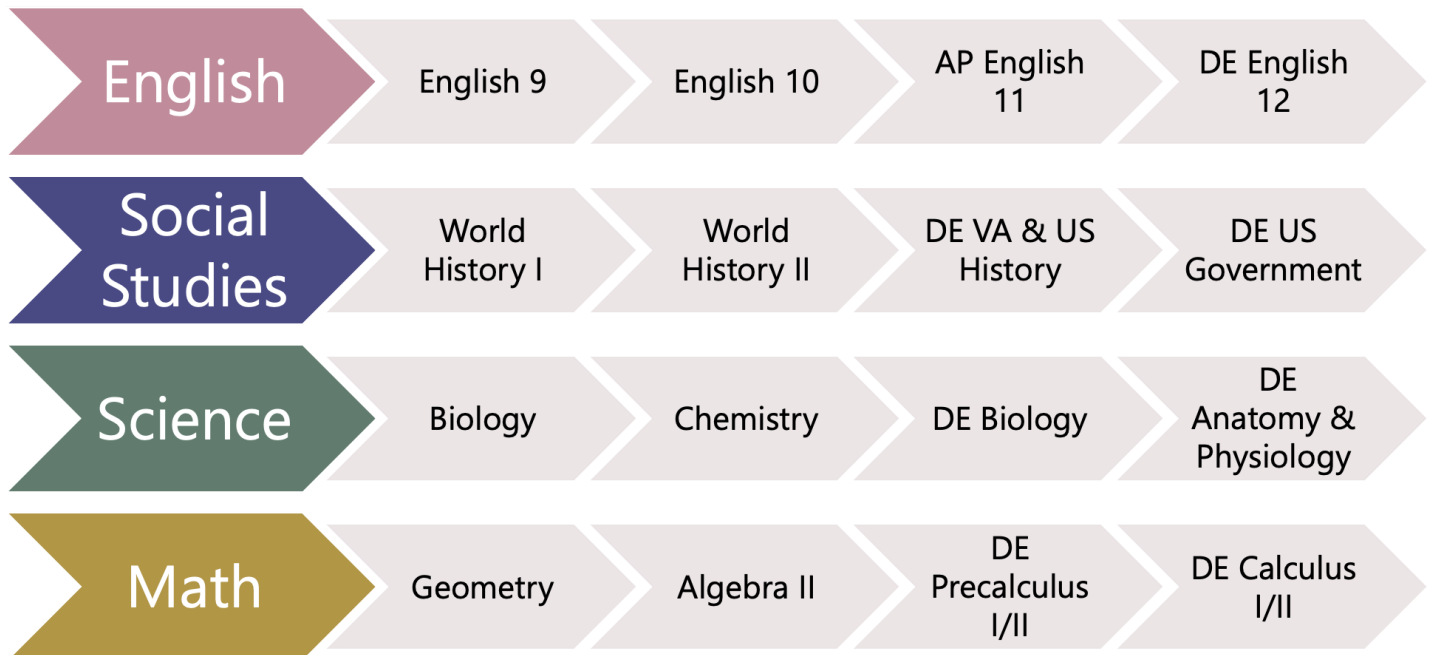 English
English 9
English 10
AP English
11
DE English
12
Social
Studies
World
History I
World
History II
DE VA & US
History
DE US
Government
Science
Biology
Chemistry
DE Biology
DE
Anatomy &
Physiology
Math
Geometry
Algebra II
DE
Precalculus
I/II
DE Calculus
I/II